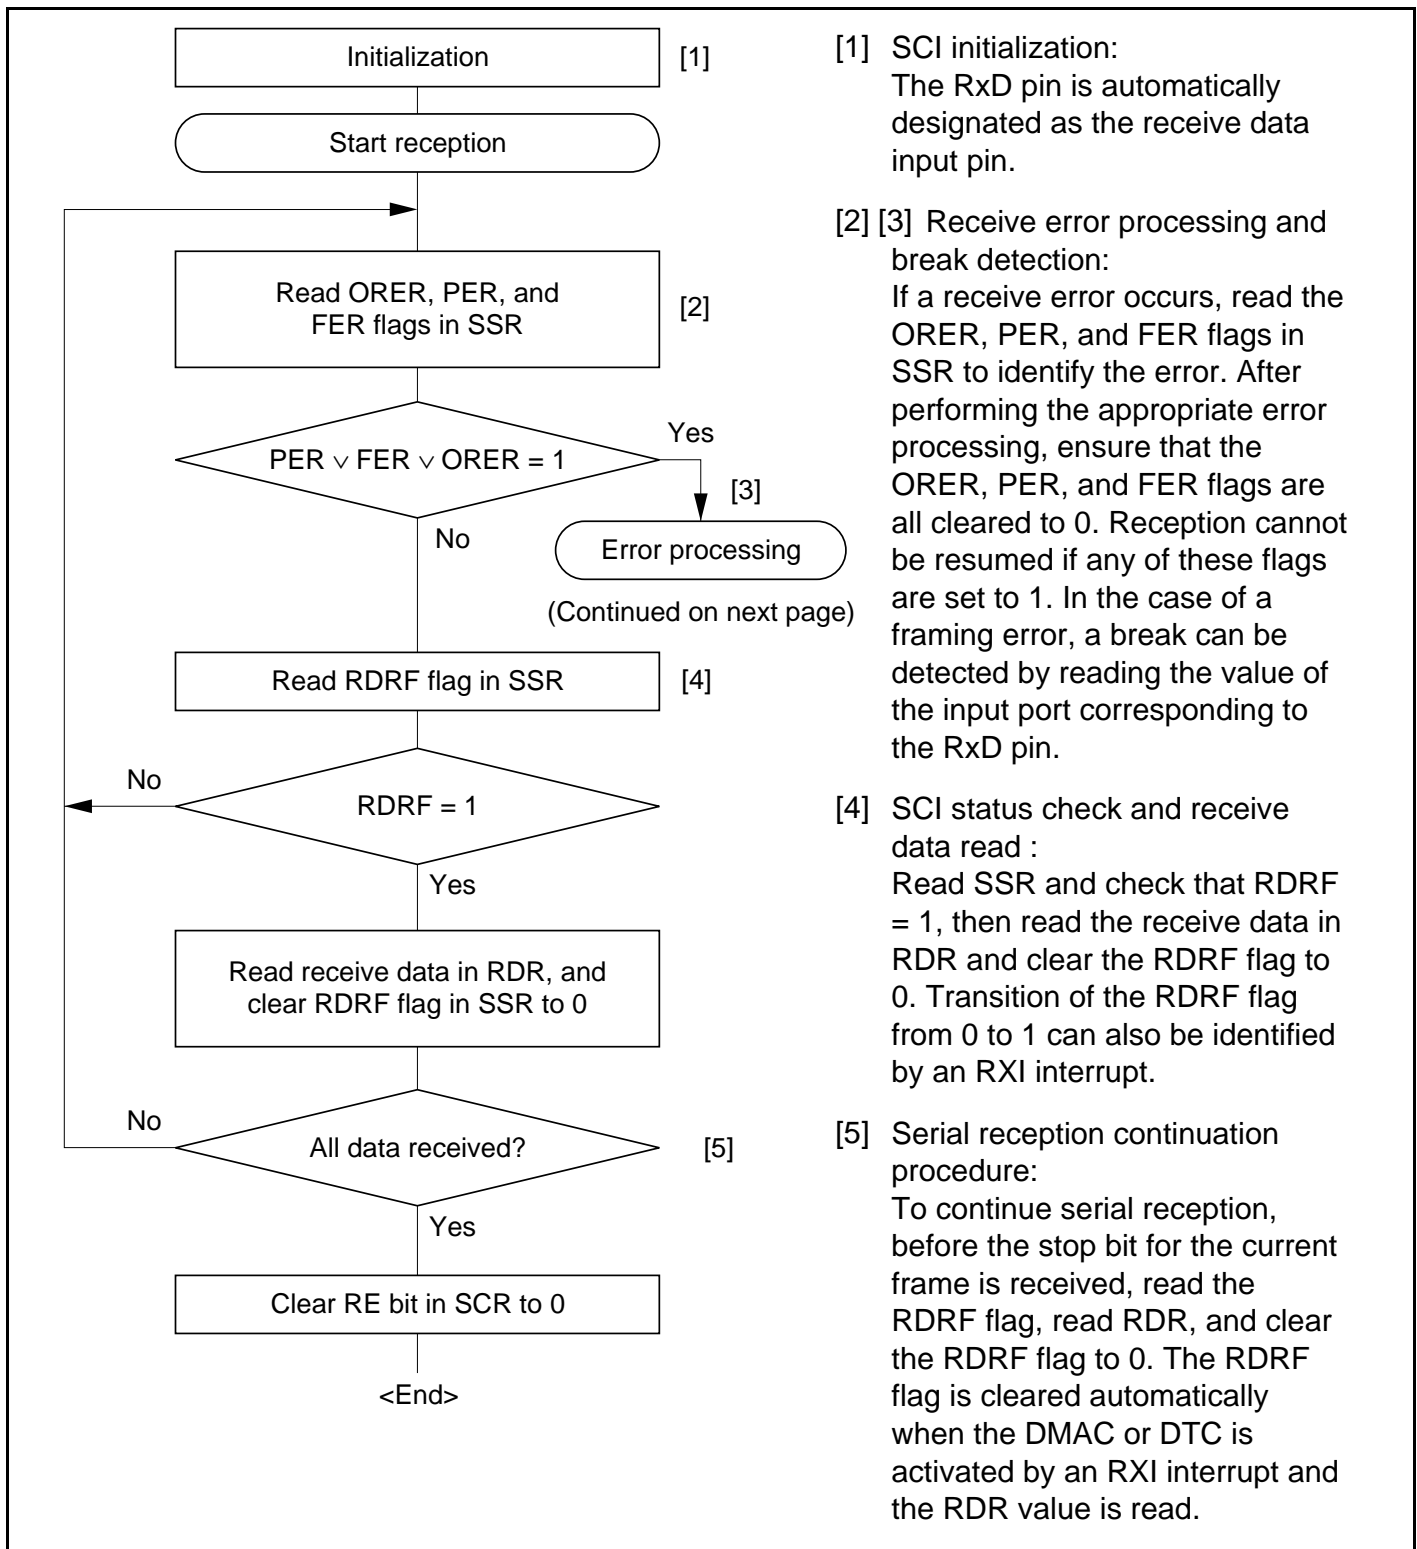 Initialization
[1]
Start reception
Read ORER, PER, and
FER flags in SSR
[2]
PER ∨ FER ∨ ORER = 1
Yes
[3]
No
Error processing
(Continued on next page)
Read RDRF flag in SSR
[4]
No
RDRF = 1
Yes
Read receive data in RDR, and
clear RDRF flag in SSR to 0
No
All data received?
[5]
Yes
Clear RE bit in SCR to 0
<End>
[1] SCI initialization:
The RxD pin is automatically
designated as the receive data
input pin.
[2] [3] Receive error processing and
break detection:
If a receive error occurs, read the
ORER, PER, and FER flags in
SSR to identify the error. After
performing the appropriate error
processing, ensure that the
ORER, PER, and FER flags are
all cleared to 0. Reception cannot
be resumed if any of these flags
are set to 1. In the case of a
framing error, a break can be
detected by reading the value of
the input port corresponding to
the RxD pin.
[4] SCI status check and receive
data read :
Read SSR and check that RDRF
= 1, then read the receive data in
RDR and clear the RDRF flag to
0. Transition of the RDRF flag
from 0 to 1 can also be identified
by an RXI interrupt.
[5] Serial reception continuation
procedure:
To continue serial reception,
before the stop bit for the current
frame is received, read the
RDRF flag, read RDR, and clear
the RDRF flag to 0. The RDRF
flag is cleared automatically
when the DMAC or DTC is
activated by an RXI interrupt and
the RDR value is read.